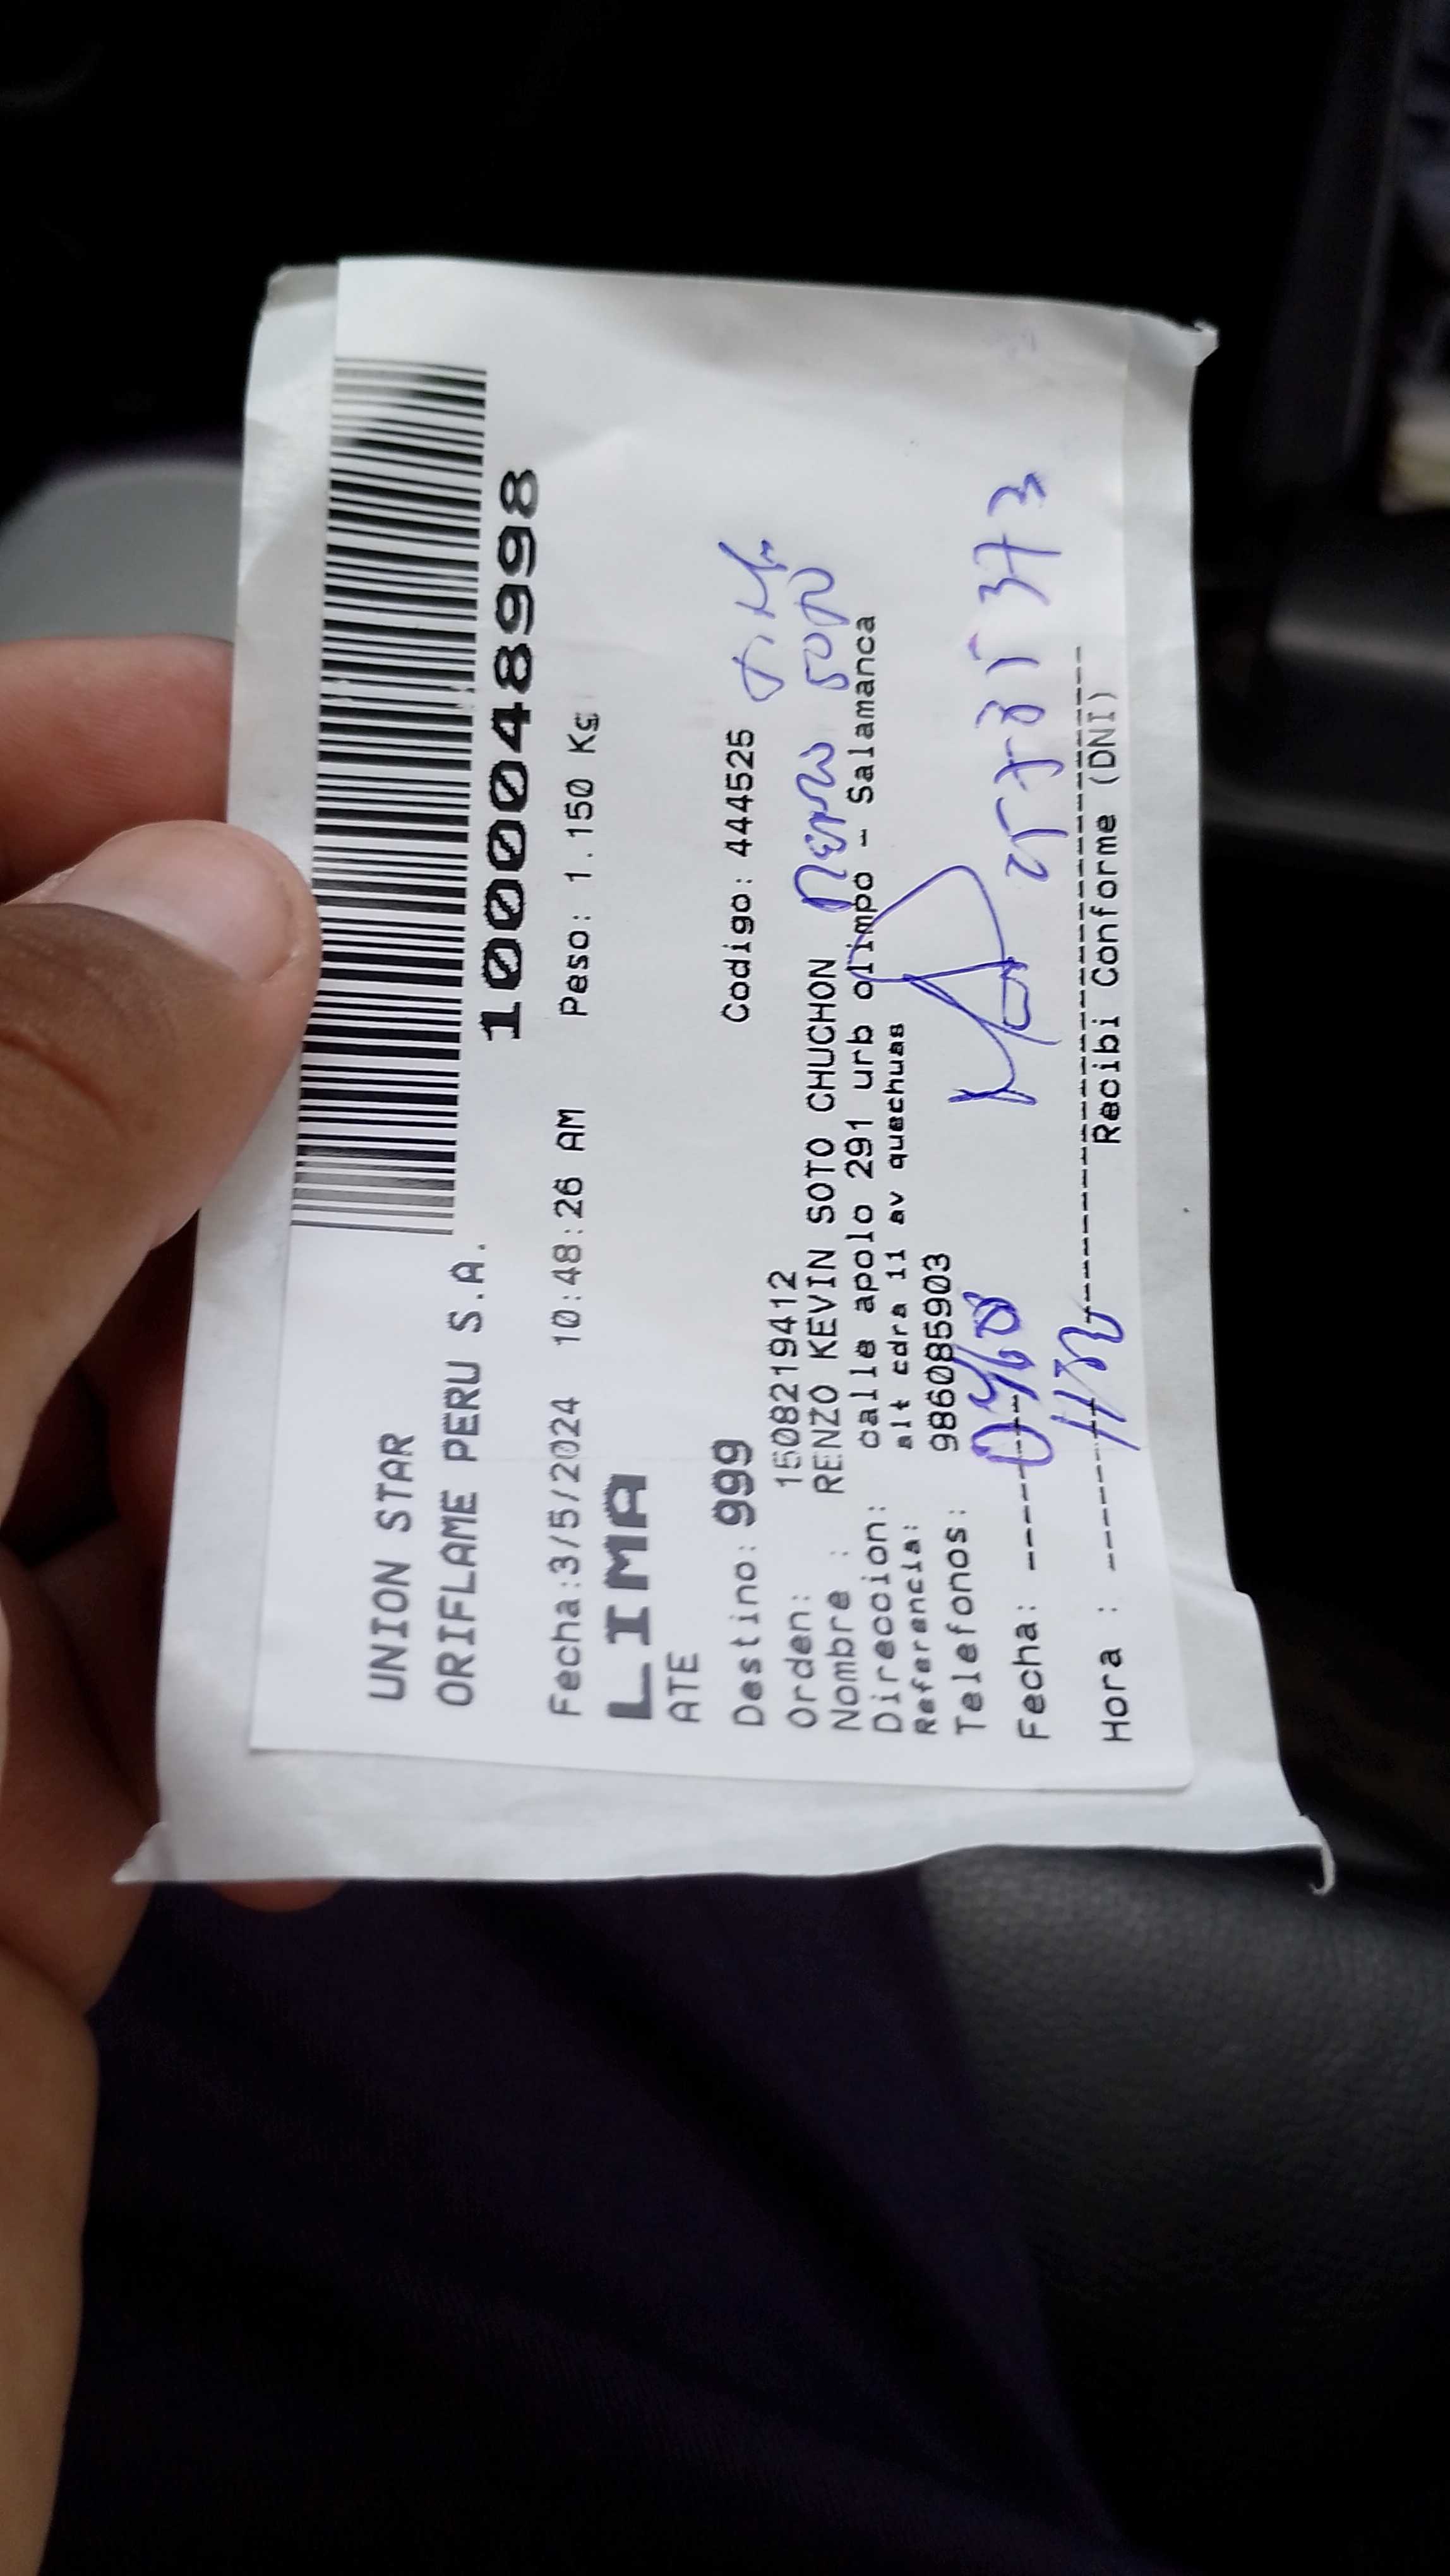 UNION STAR
ORIFLAME PERU S.A.
1000048998
Fecha:3/5/2024 10:48:26 AM Peso: 1.150 Kg
LIMA
ATE
Destino: 999 Codigo: 444525
Orden: 1508219412
Nombre : RENZO KEVIN SOTO CHUCHON
Direccion: calle apolo 291 urb olimpo - Salamanca
Referencia: alt cdra 11 av quechuas
Telefonos: 986085903
Fecha:
Hora :
Recibi Conforme (DNI)